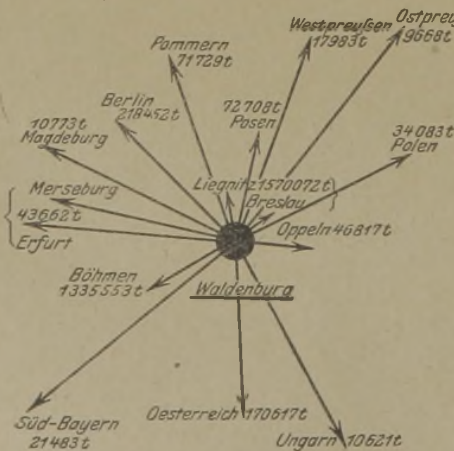 Ostpreu
9668t
Westpreußen
17983t
Pommern
71729t
Berlin
218452t
72708t
Posen
10773t
Magdeburg
34083t
Polen
Merseburg
43662t
Erfurt
Liegnitz 1570072t
Breslau
Oppeln 46817t
Böhmen
1335553t
Waldenburg
Süd-Bayern
21483t
Oesterreich 170617t
Ungarn 10621t